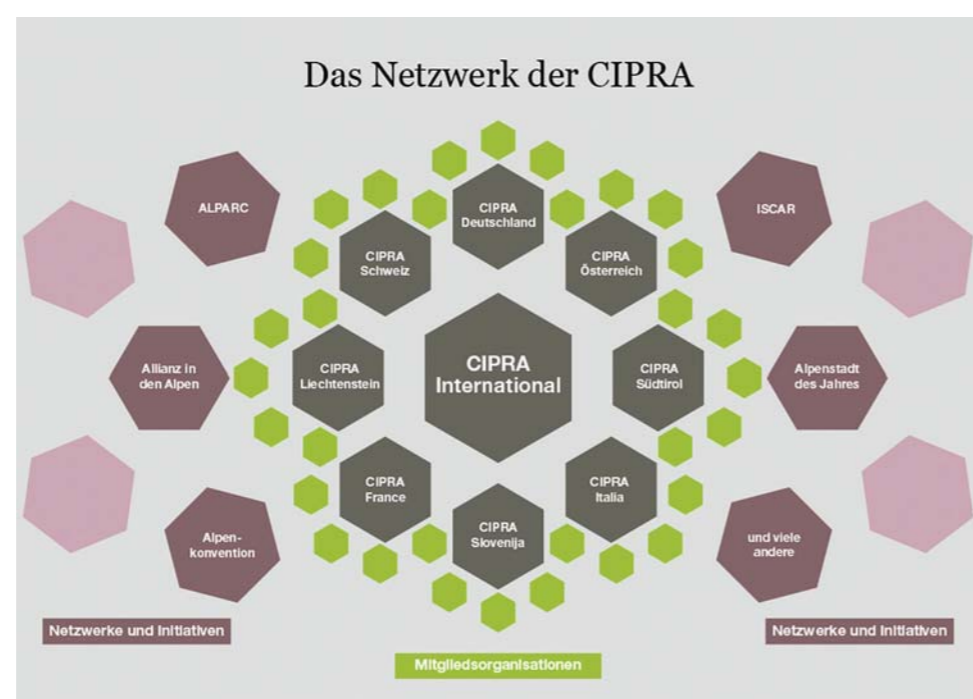 Das Netzwerk der CIPRA
ALPARC
CIPRA
Deutschland
ISCAR
CIPRA
Schweiz
CIPRA
Österreich
Allianz in
den Alpen
CIPRA
Liechtenstein
CIPRA
International
CIPRA
Südtirol
Alpenstadt
des Jahres
CIPRA
France
CIPRA
Italia
Alpen-
konvention
CIPRA
Slovenija
und viele
andere
Netzwerke und Initiativen
Netzwerke und Initiativen
Mitgliedsorganisationen